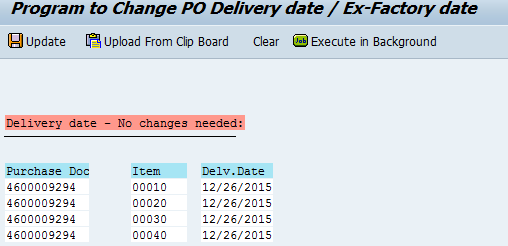 Program to Change PO Delivery date / Ex-Factory date
Update Upload From Clip Board Clear Job Execute in Background
Delivery date - No changes needed:
Purchase Doc Item Delv.Date
4600009294 00010 12/26/2015
4600009294 00020 12/26/2015
4600009294 00030 12/26/2015
4600009294 00040 12/26/2015